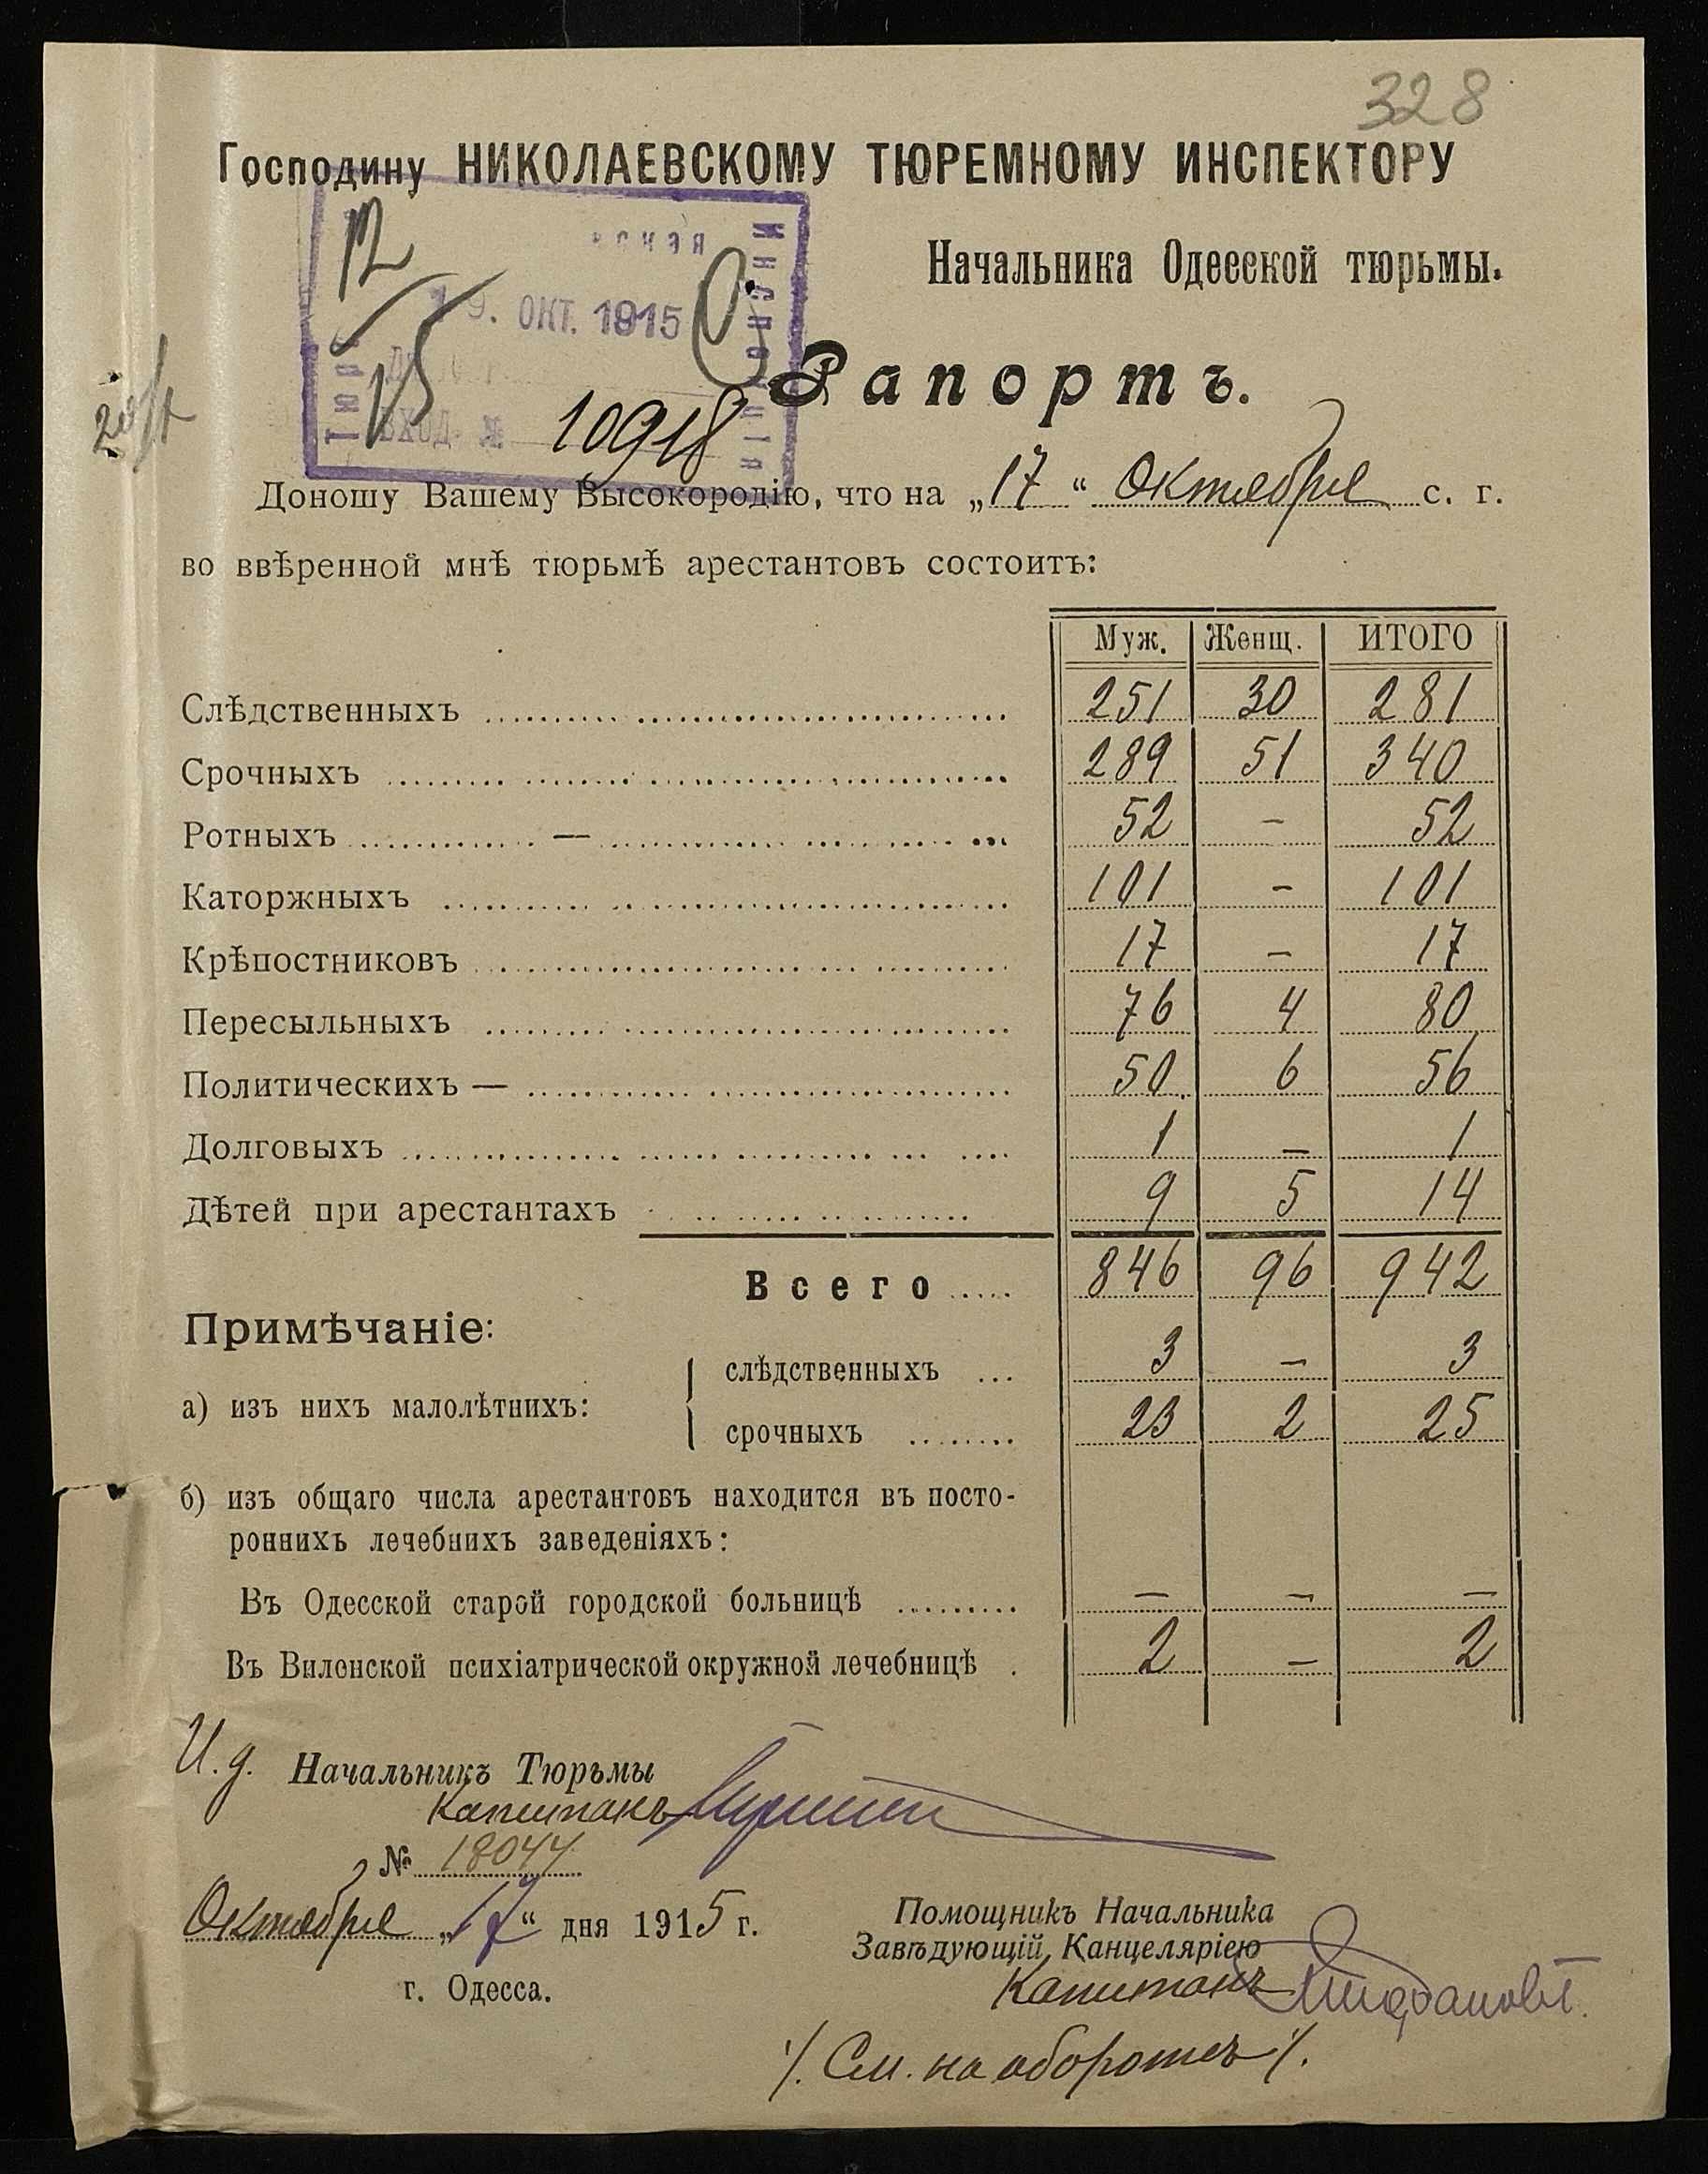 328
Господину НИКОЛАЕВСКОМУ ТЮРЕМНОМУ ИНСПЕКТОРУ
Начальника Одесской тюрьмы.
12
19. ОКТ. 1915
15
ВХОД. № 10918
Рапортъ.
Доношу Вашему Высокородію, что на „17“ Октября с. г.
во ввѣренной мнѣ тюрьмѣ арестантовъ состоитъ:
Муж. Женщ. ИТОГО
Слѣдственныхъ 251 30 281
Срочныхъ 289 51 340
Ротныхъ — 52 - 52
Каторжныхъ 101 - 101
Крѣпостниковъ 17 - 17
Пересыльныхъ 76 4 80
Политическихъ — 50 6 56
Долговыхъ 1 - 1
Дѣтей при арестантахъ 9 5 14
Всего 846 96 942
Примѣчаніе:
а) изъ нихъ малолѣтнихъ:
слѣдственныхъ 3 - 3
срочныхъ 23 2 25
б) изъ общаго числа арестантовъ находится въ посто-
роннихъ лечебнихъ заведеніяхъ:
Въ Одесской старой городской больницѣ - - -
Въ Виленской психіатрической окружной лечебницѣ 2 - 2
И.д. Начальникъ Тюрьмы
Капитанъ
№ 18044
Октября „17“ дня 1915 г.
г. Одесса.
Помощникъ Начальника
Завѣдующій Канцеляріею
Капитанъ
/. См. на оборотѣ /.